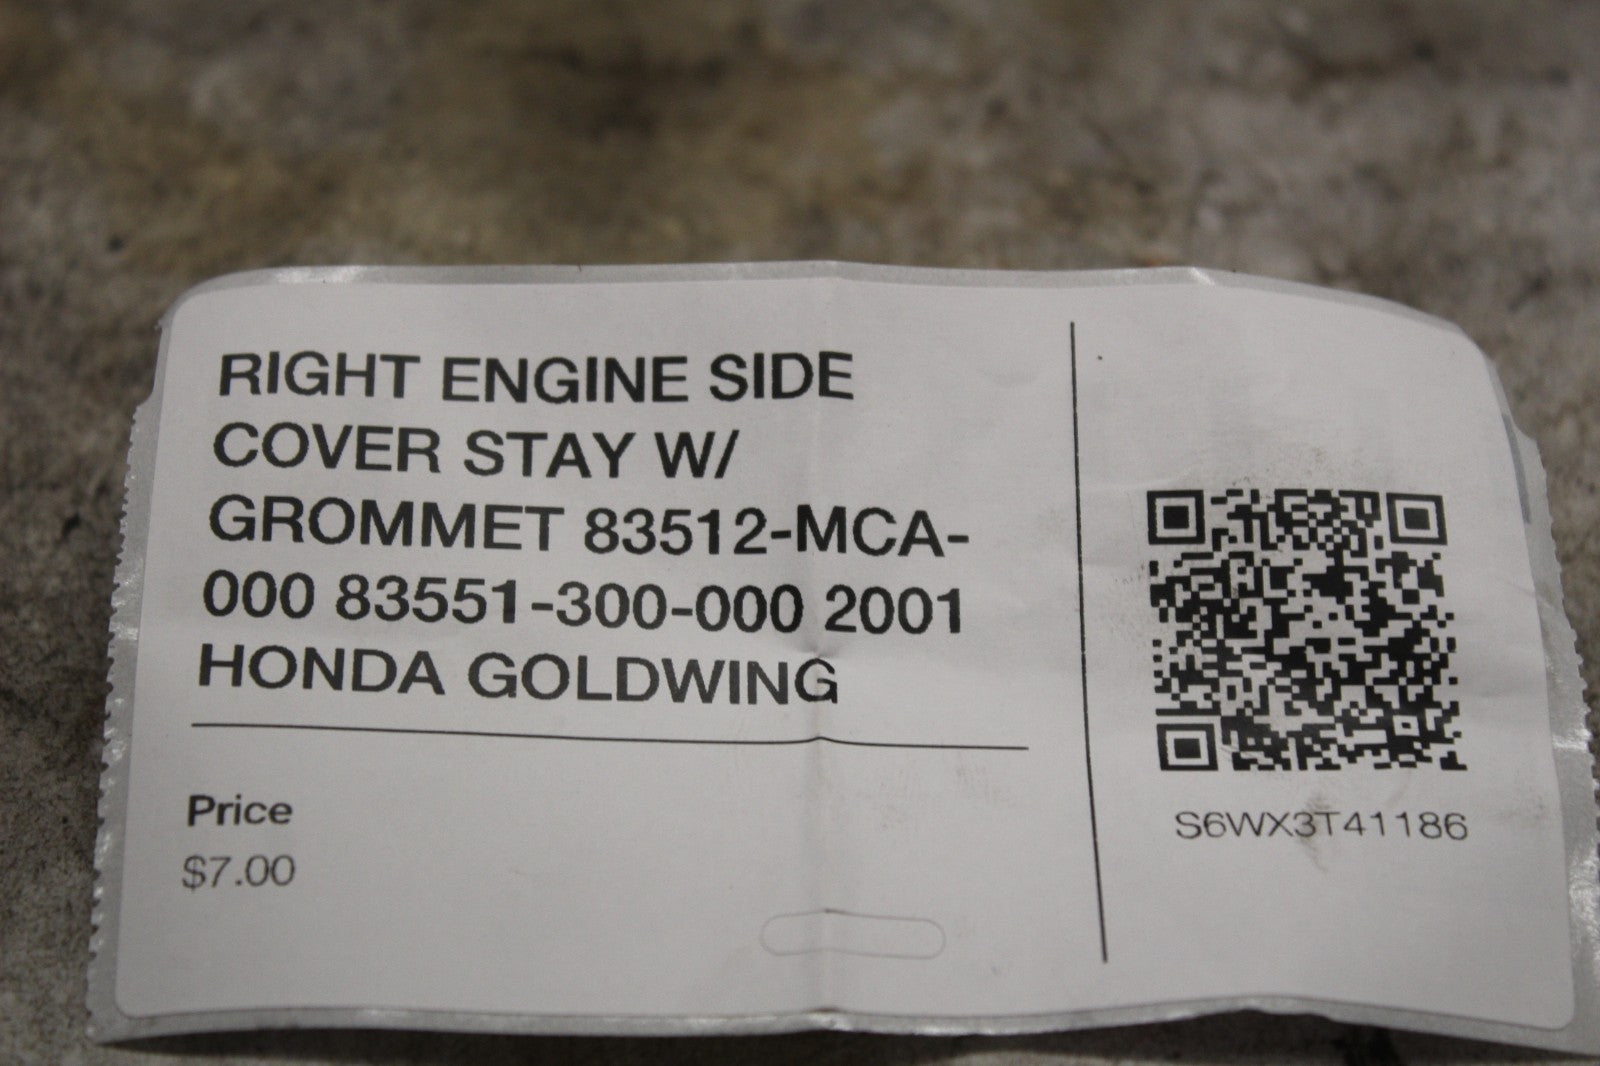 RIGHT ENGINE SIDE
COVER STAY W/
GROMMET 83512-MCA-
000 83551-300-000 2001
HONDA GOLDWING
Price
$7.00
S6WX3T41186